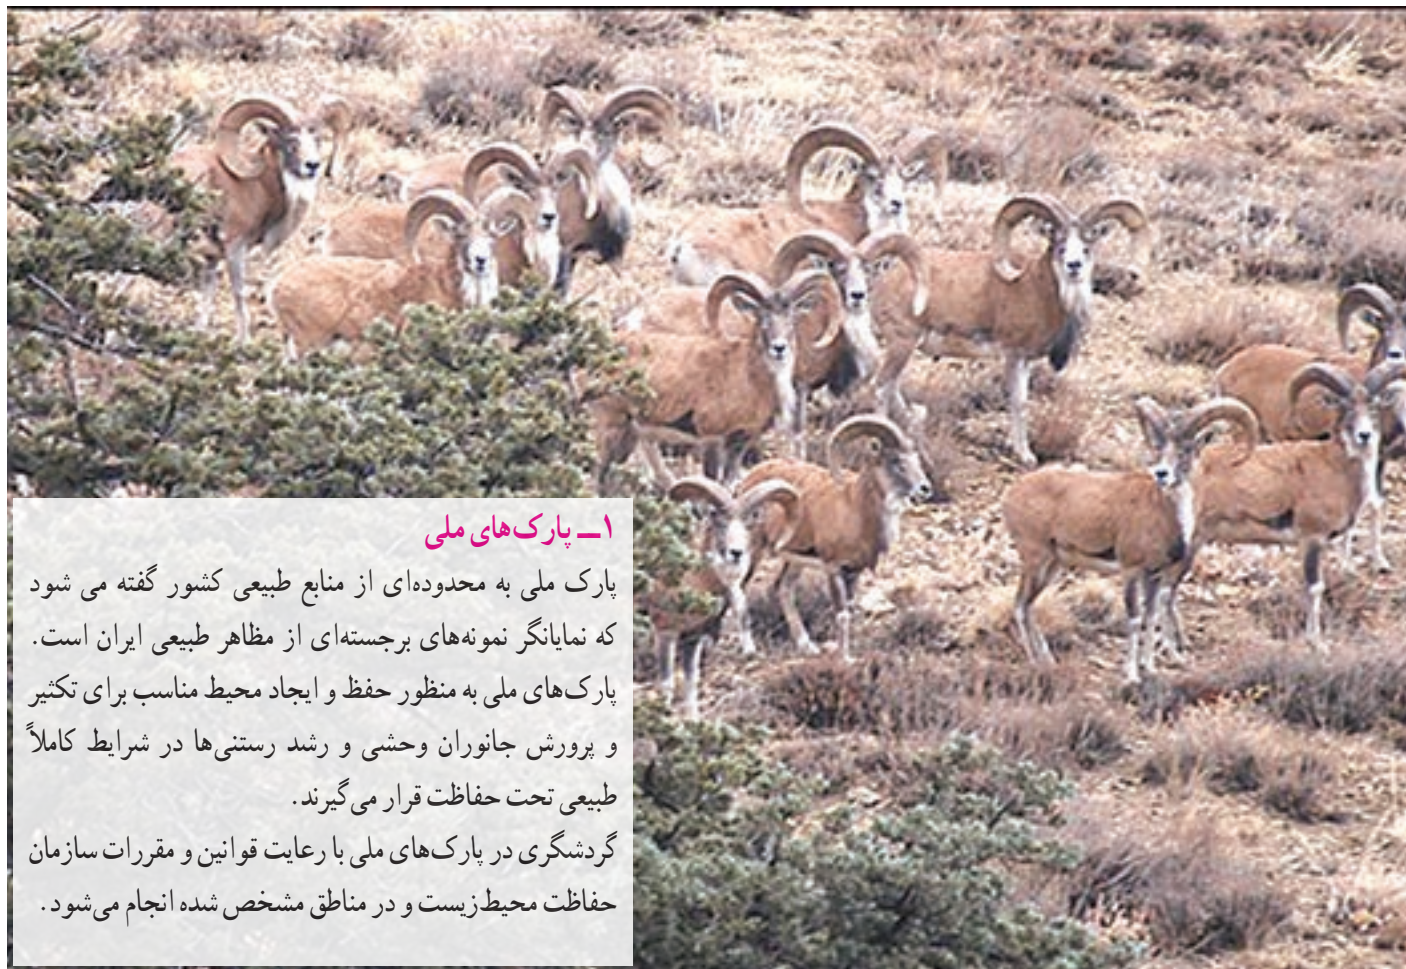 ۱ــ پارک‌های ملی
پارک ملی به محدوده‌ای از منابع طبیعی کشور گفته می شود
که نمایانگر نمونه‌های برجسته‌ای از مظاهر طبیعی ایران است.
پارک‌های ملی به منظور حفظ و ایجاد محیط مناسب برای تکثیر
و پرورش جانوران وحشی و رشد رستنی‌ها در شرایط کاملاً
طبیعی تحت حفاظت قرار می‌گیرند.
گردشگری در پارک‌های ملی با رعایت قوانین و مقررات سازمان
حفاظت محیط‌زیست و در مناطق مشخص شده انجام می‌شود.